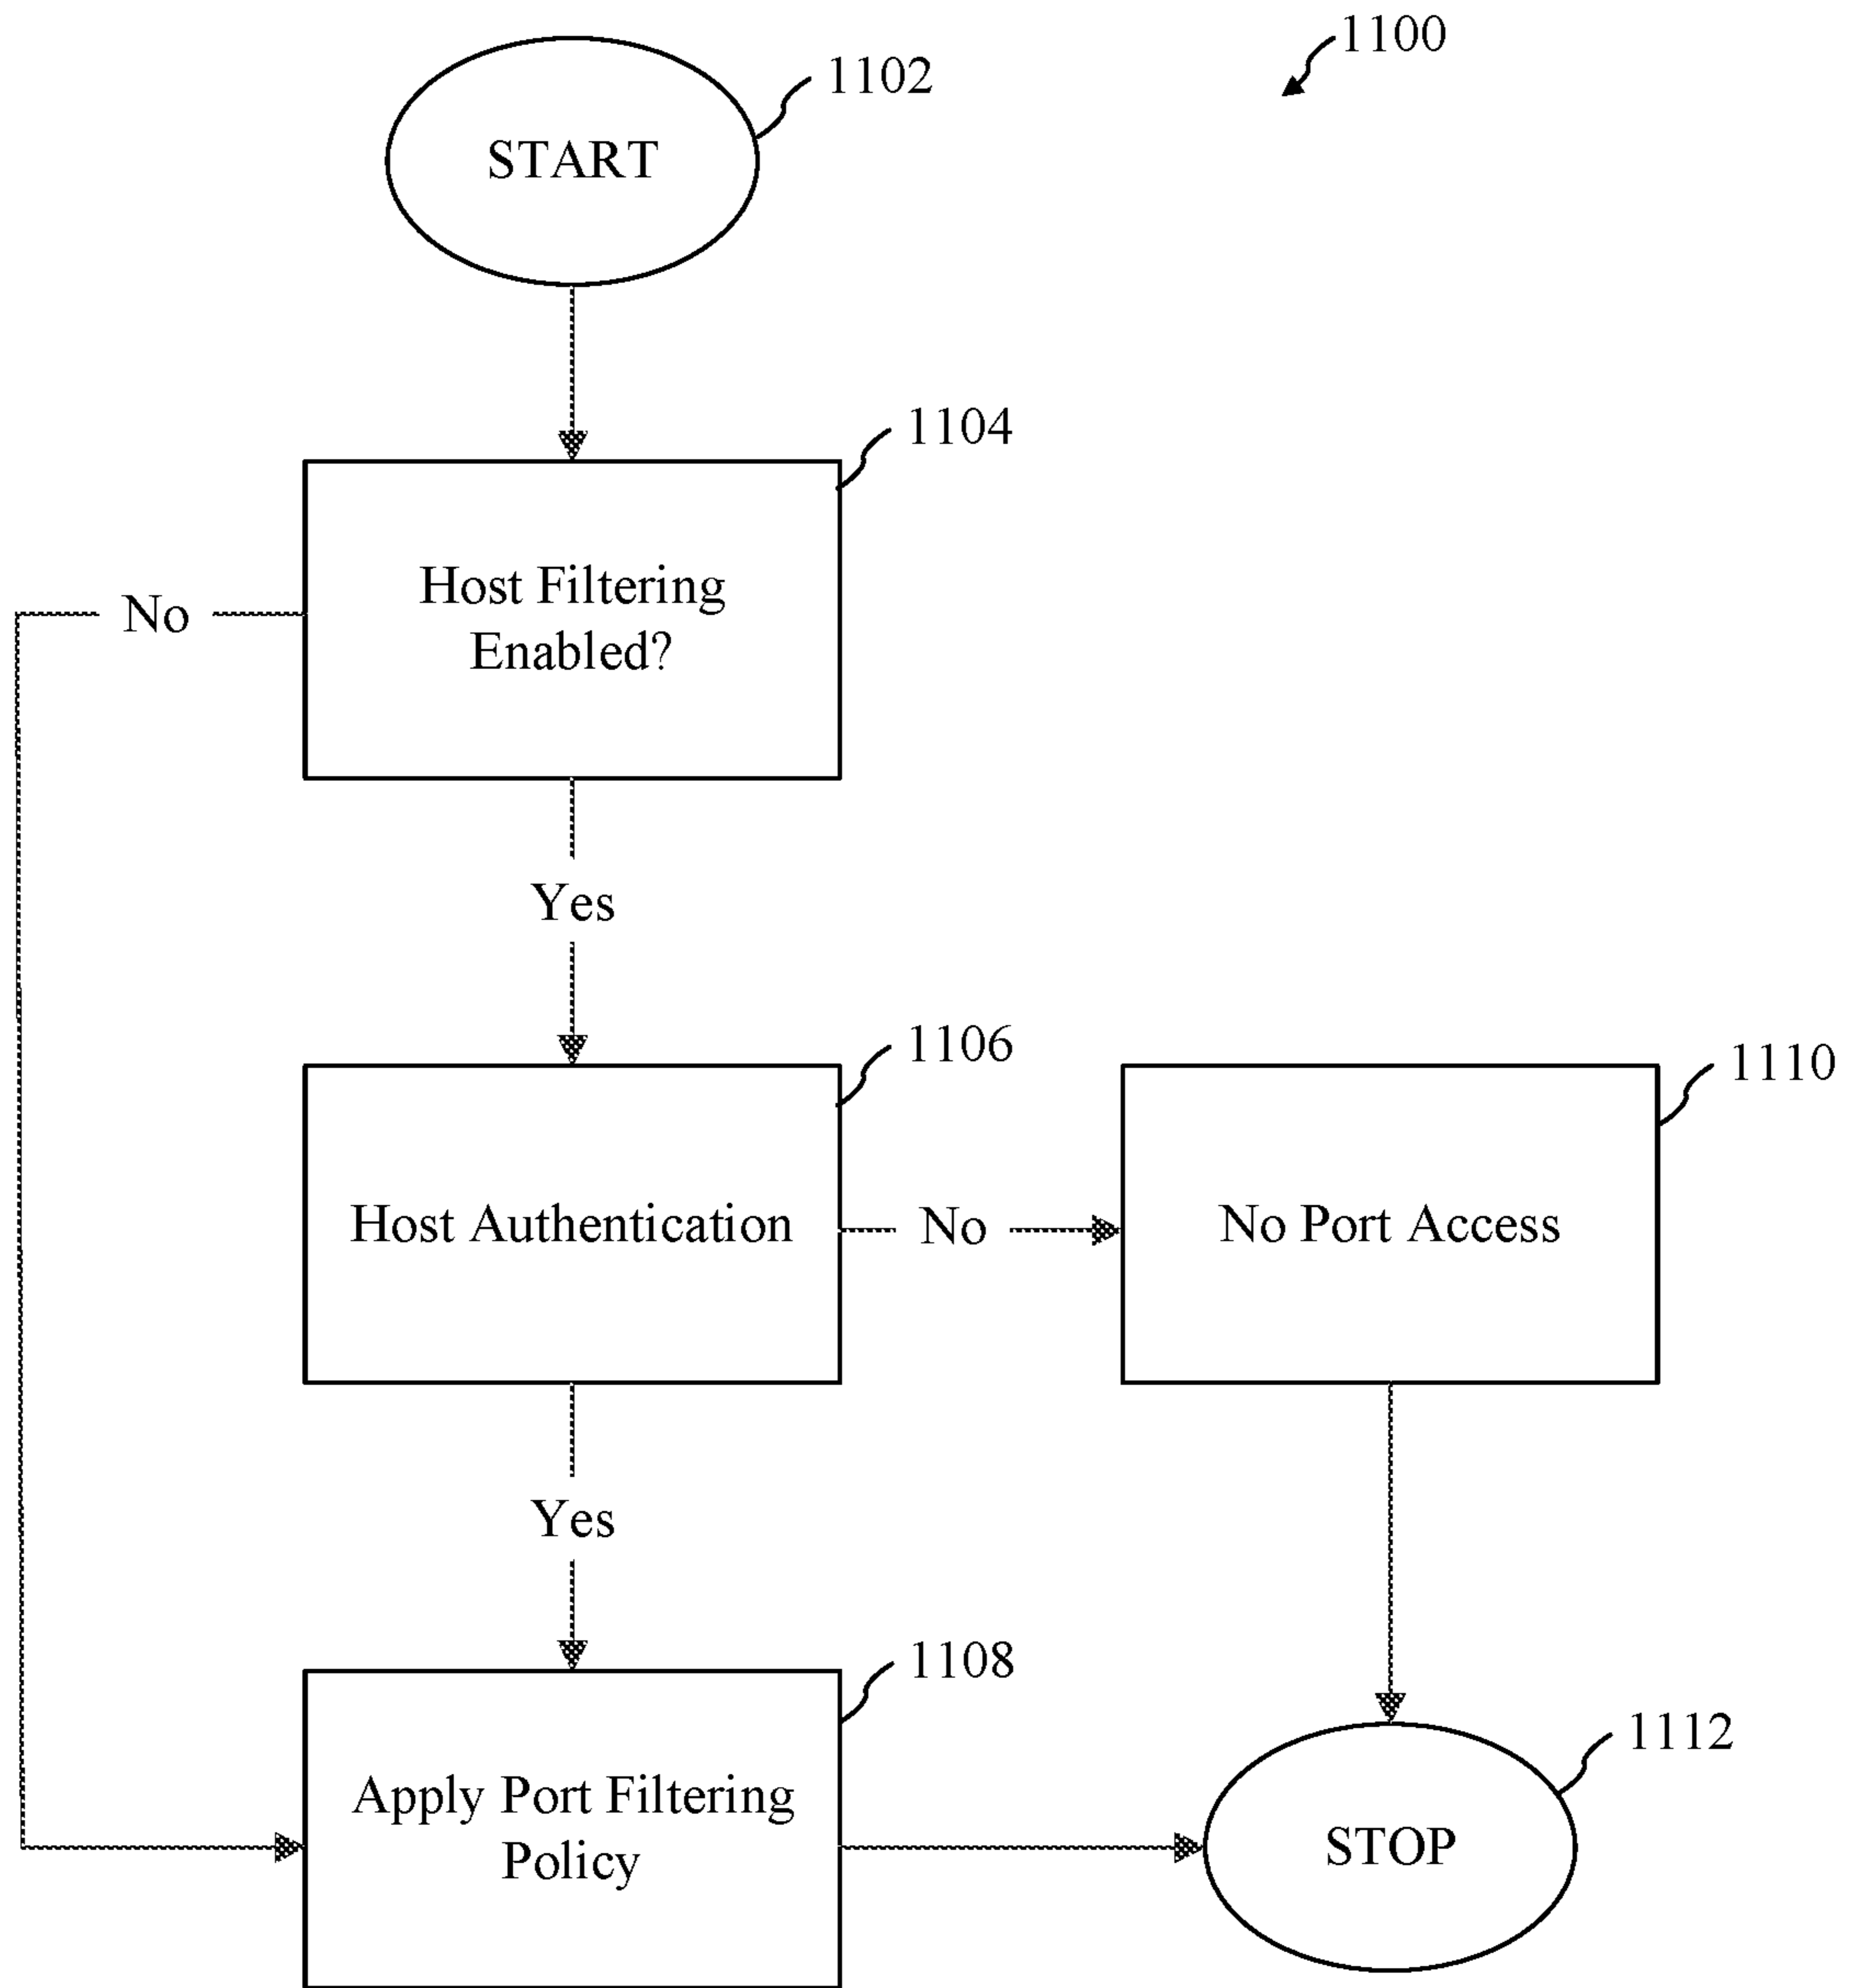 1100
1102
START
1104
Host Filtering
Enabled?
No
Yes
1106
1110
Host Authentication
No
No Port Access
Yes
1108
1112
Apply Port Filtering
Policy
STOP